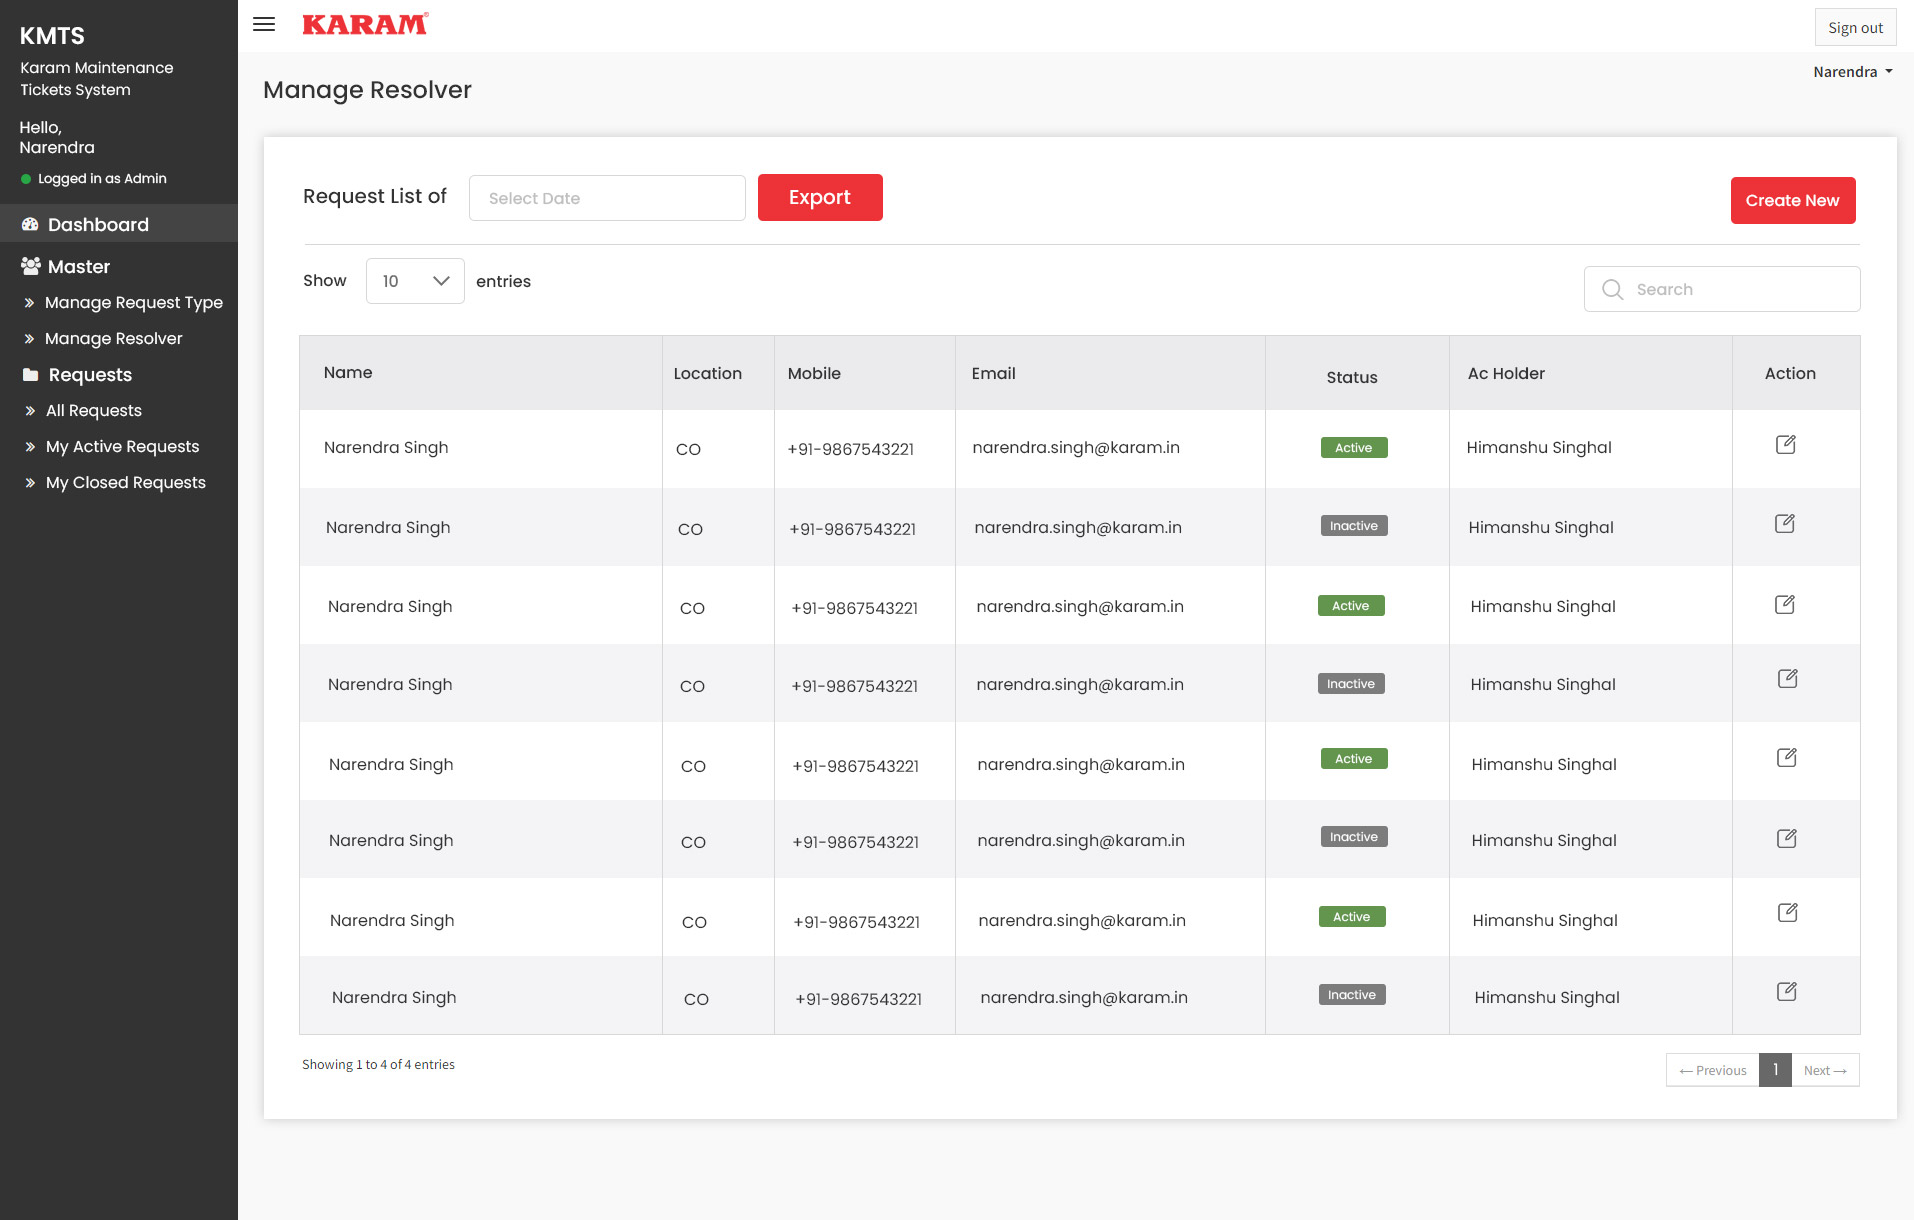 KMTS
Karam Maintenance
Tickets System
Hello,
Narendra
Logged in as Admin
Dashboard
Master
» Manage Request Type
» Manage Resolver
Requests
» All Requests
» My Active Requests
» My Closed Requests
KARAM®
Sign out
Narendra
Manage Resolver
Request List of Select Date Export Create New
Show 10 entries Search
Name Location Mobile Email Status Ac Holder Action
Narendra Singh CO +91-9867543221 narendra.singh@karam.in Active Himanshu Singhal
Narendra Singh CO +91-9867543221 narendra.singh@karam.in Inactive Himanshu Singhal
Narendra Singh CO +91-9867543221 narendra.singh@karam.in Active Himanshu Singhal
Narendra Singh CO +91-9867543221 narendra.singh@karam.in Inactive Himanshu Singhal
Narendra Singh CO +91-9867543221 narendra.singh@karam.in Active Himanshu Singhal
Narendra Singh CO +91-9867543221 narendra.singh@karam.in Inactive Himanshu Singhal
Narendra Singh CO +91-9867543221 narendra.singh@karam.in Active Himanshu Singhal
Narendra Singh CO +91-9867543221 narendra.singh@karam.in Inactive Himanshu Singhal
Showing 1 to 4 of 4 entries ← Previous 1 Next →